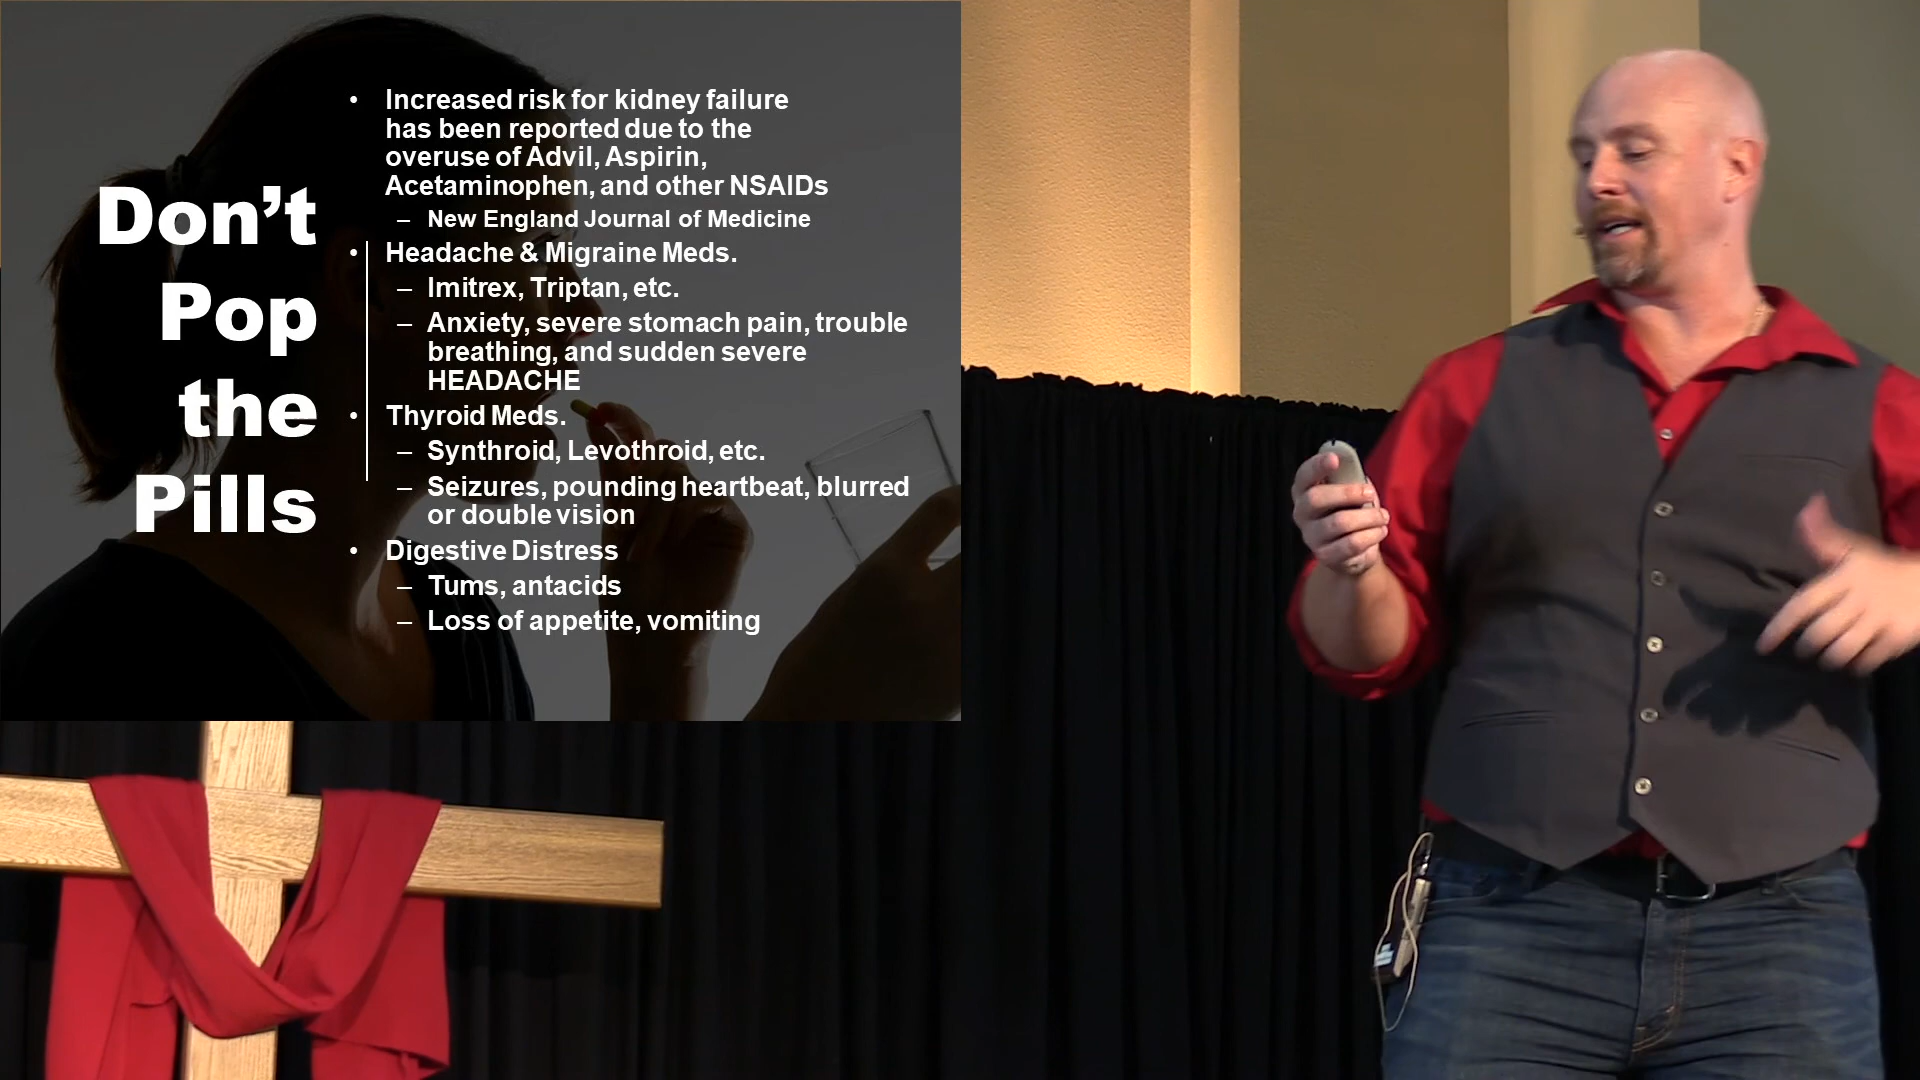 Don't
Pop
the
Pills
• Increased risk for kidney failure
has been reported due to the
overuse of Advil, Aspirin,
Acetaminophen, and other NSAIDs
– New England Journal of Medicine
• Headache & Migraine Meds.
– Imitrex, Triptan, etc.
– Anxiety, severe stomach pain, trouble
breathing, and sudden severe
HEADACHE
• Thyroid Meds.
– Synthroid, Levothroid, etc.
– Seizures, pounding heartbeat, blurred
or double vision
• Digestive Distress
– Tums, antacids
– Loss of appetite, vomiting